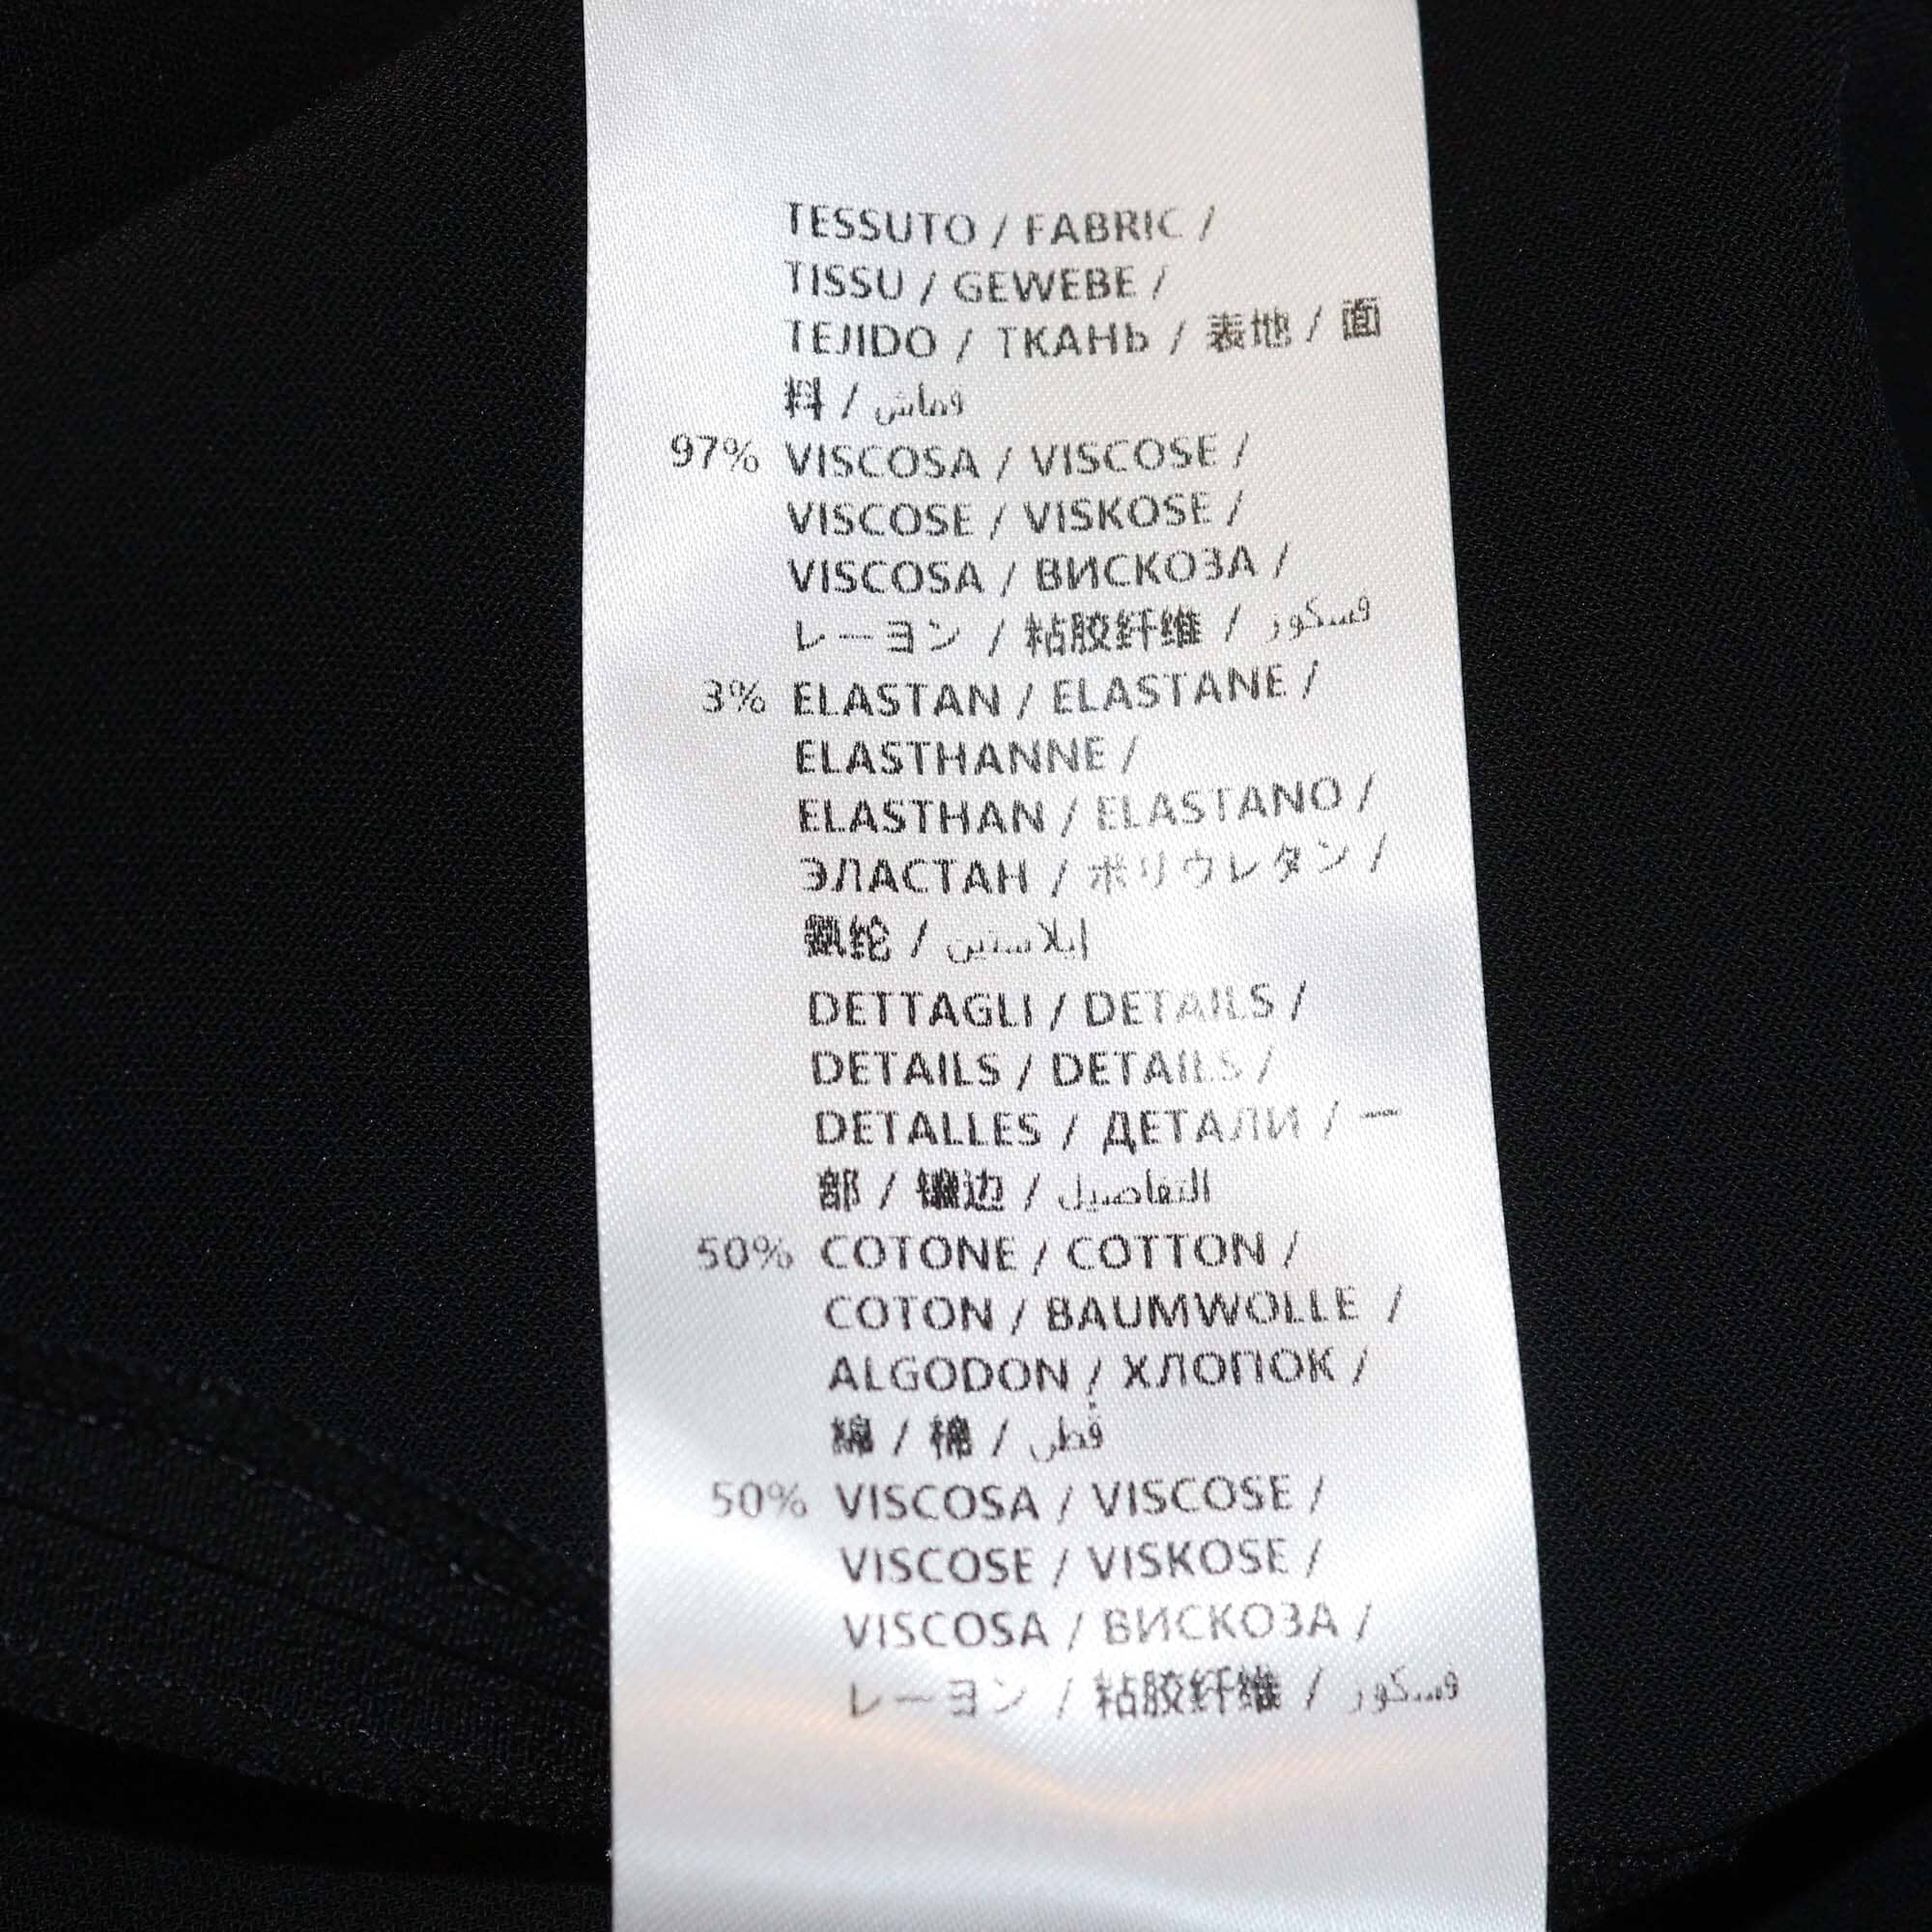 TESSUTO / FABRIC /
TISSU / GEWEBE /
TEJIDO / ТКАНЬ / 表地 / 面
料 / قماش
97% VISCOSA / VISCOSE /
VISCOSE / VISKOSE /
VISCOSA / ВИСКОЗА /
レーヨン / 粘胶纤维 / فسكوز
3% ELASTAN / ELASTANE /
ELASTHANNE /
ELASTHAN / ELASTANO /
ЭЛАСТАН / ポリウレタン /
氨纶 / إيلاستين
DETTAGLI / DETAILS /
DETAILS / DETAILS /
DETALLES / ДЕТАЛИ / 一
部 / 镶边 / التفاصيل
50% COTONE / COTTON /
COTON / BAUMWOLLE /
ALGODON / ХЛОПОК /
綿 / 棉 / قطن
50% VISCOSA / VISCOSE /
VISCOSE / VISKOSE /
VISCOSA / ВИСКОЗА /
レーヨン / 粘胶纤维 / فسكوز